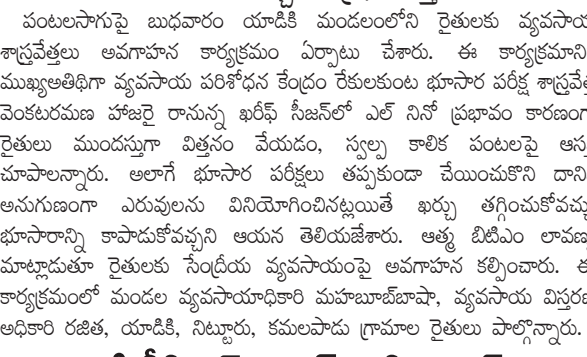 పంటలసాగుపై బుధవారం యాడికి మండలంలోని రైతులకు వ్యవసాయ
శాస్త్రవేత్తలు అవగాహన కార్యక్రమం ఏర్పాటు చేశారు. ఈ కార్యక్రమాని
ముఖ్యఅతిథిగా వ్యవసాయ పరిశోధన కేంద్రం రేకులకుంట భూసార పరీక్ష శాస్త్రవేత్త
వెంకటరమణ హాజరై రానున్న ఖరీఫ్ సీజన్‌లో ఎల్ నినో ప్రభావం కారణంగ
రైతులు ముందస్తుగా విత్తనం వేయడం, స్వల్ప కాలిక పంటలపై ఆస
చూపాలన్నారు. అలాగే భూసార పరీక్షలు తప్పకుండా చేయించుకొని దాని
అనుగుణంగా ఎరువులను వినియోగించినట్లయితే ఖర్చు తగ్గించుకోవచ్చ
భూసారాన్ని కాపాడుకోవచ్చని ఆయన తెలియజేశారు. ఆత్మ బిటిఎం లావణ్య
మాట్లాడుతూ రైతులకు సేంద్రీయ వ్యవసాయంపై అవగాహన కల్పించారు. ఈ
కార్యక్రమంలో మండల వ్యవసాయాధికారి మహబూబ్‌బాషా, వ్యవసాయ విస్తరణ
అధికారి రజిత, యాడికి, నిట్టూరు, కమలపాడు గ్రామాల రైతులు పాల్గొన్నారు.